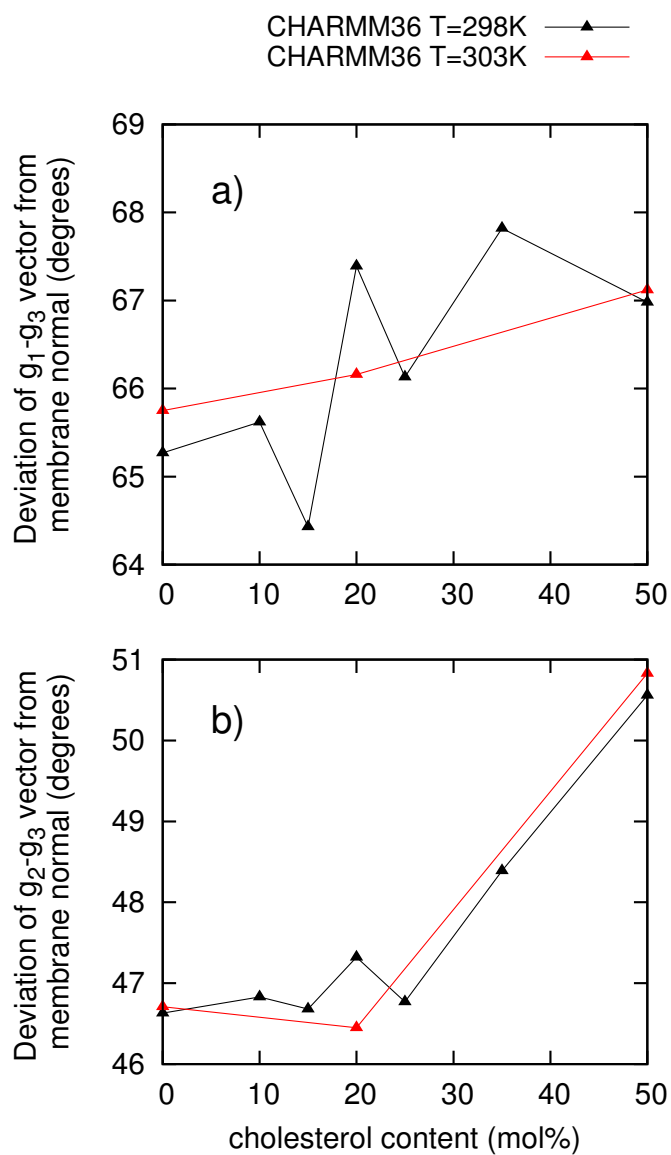 CHARMM36 T=298K
CHARMM36 T=303K
Deviation of g1-g3 vector from
membrane normal (degrees)
a)
69
68
67
66
65
64
0 10 20 30 40 50
Deviation of g2-g3 vector from
membrane normal (degrees)
b)
51
50
49
48
47
46
0 10 20 30 40 50
cholesterol content (mol%)